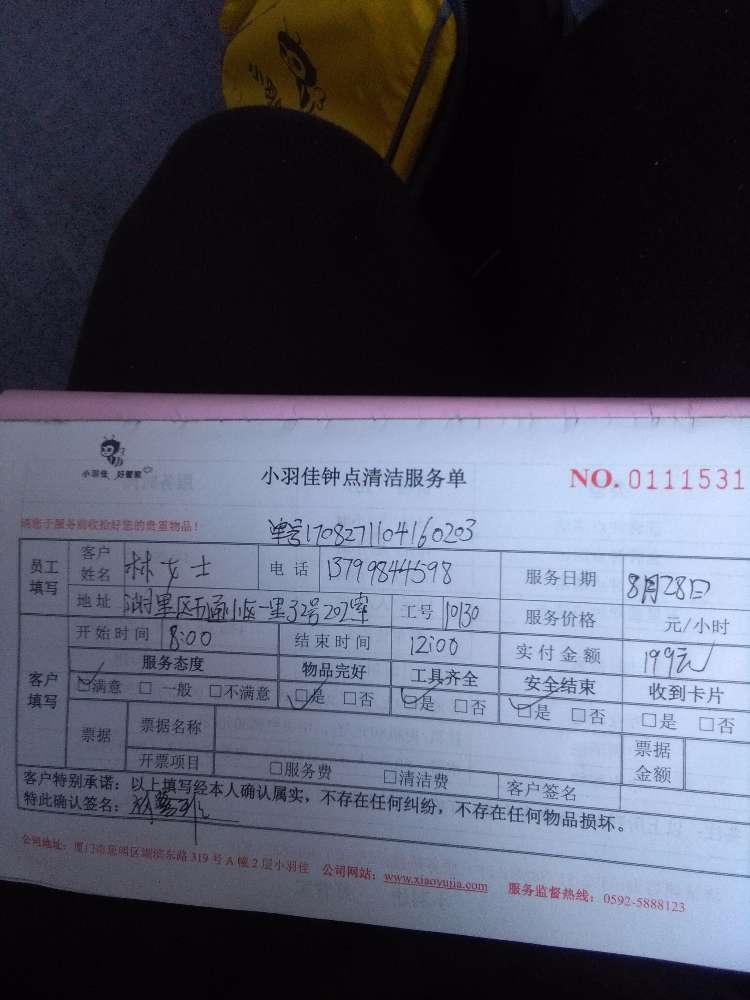 小羽佳 好蜜蜂
小羽佳钟点清洁服务单
NO. 0111531
请您于服务前收拾好您的贵重物品！
单号1708271104160203
员工填写 客户姓名 林女士 电话 13799844598 服务日期 8月28日
地址 湖里区 小区一里32号202室 工号 10130 服务价格 元/小时
客户填写 开始时间 8:00 结束时间 12:00 实付金额 199元
服务态度 物品完好 工具齐全 安全结束 收到卡片
☑满意 □一般 □不满意 ☑是 □否 ☑是 □否 ☑是 □否 □是 □否
票据 票据名称 票据金额
开票项目 □服务费 □清洁费 客户签名
客户特别承诺：以上填写经本人确认属实，不存在任何纠纷，不存在任何物品损坏。
特此确认签名：
公司地址：厦门市思明区湖滨东路319号A幢2层小羽佳 公司网站：www.xiaoyujia.com 服务监督热线：0592-5888123